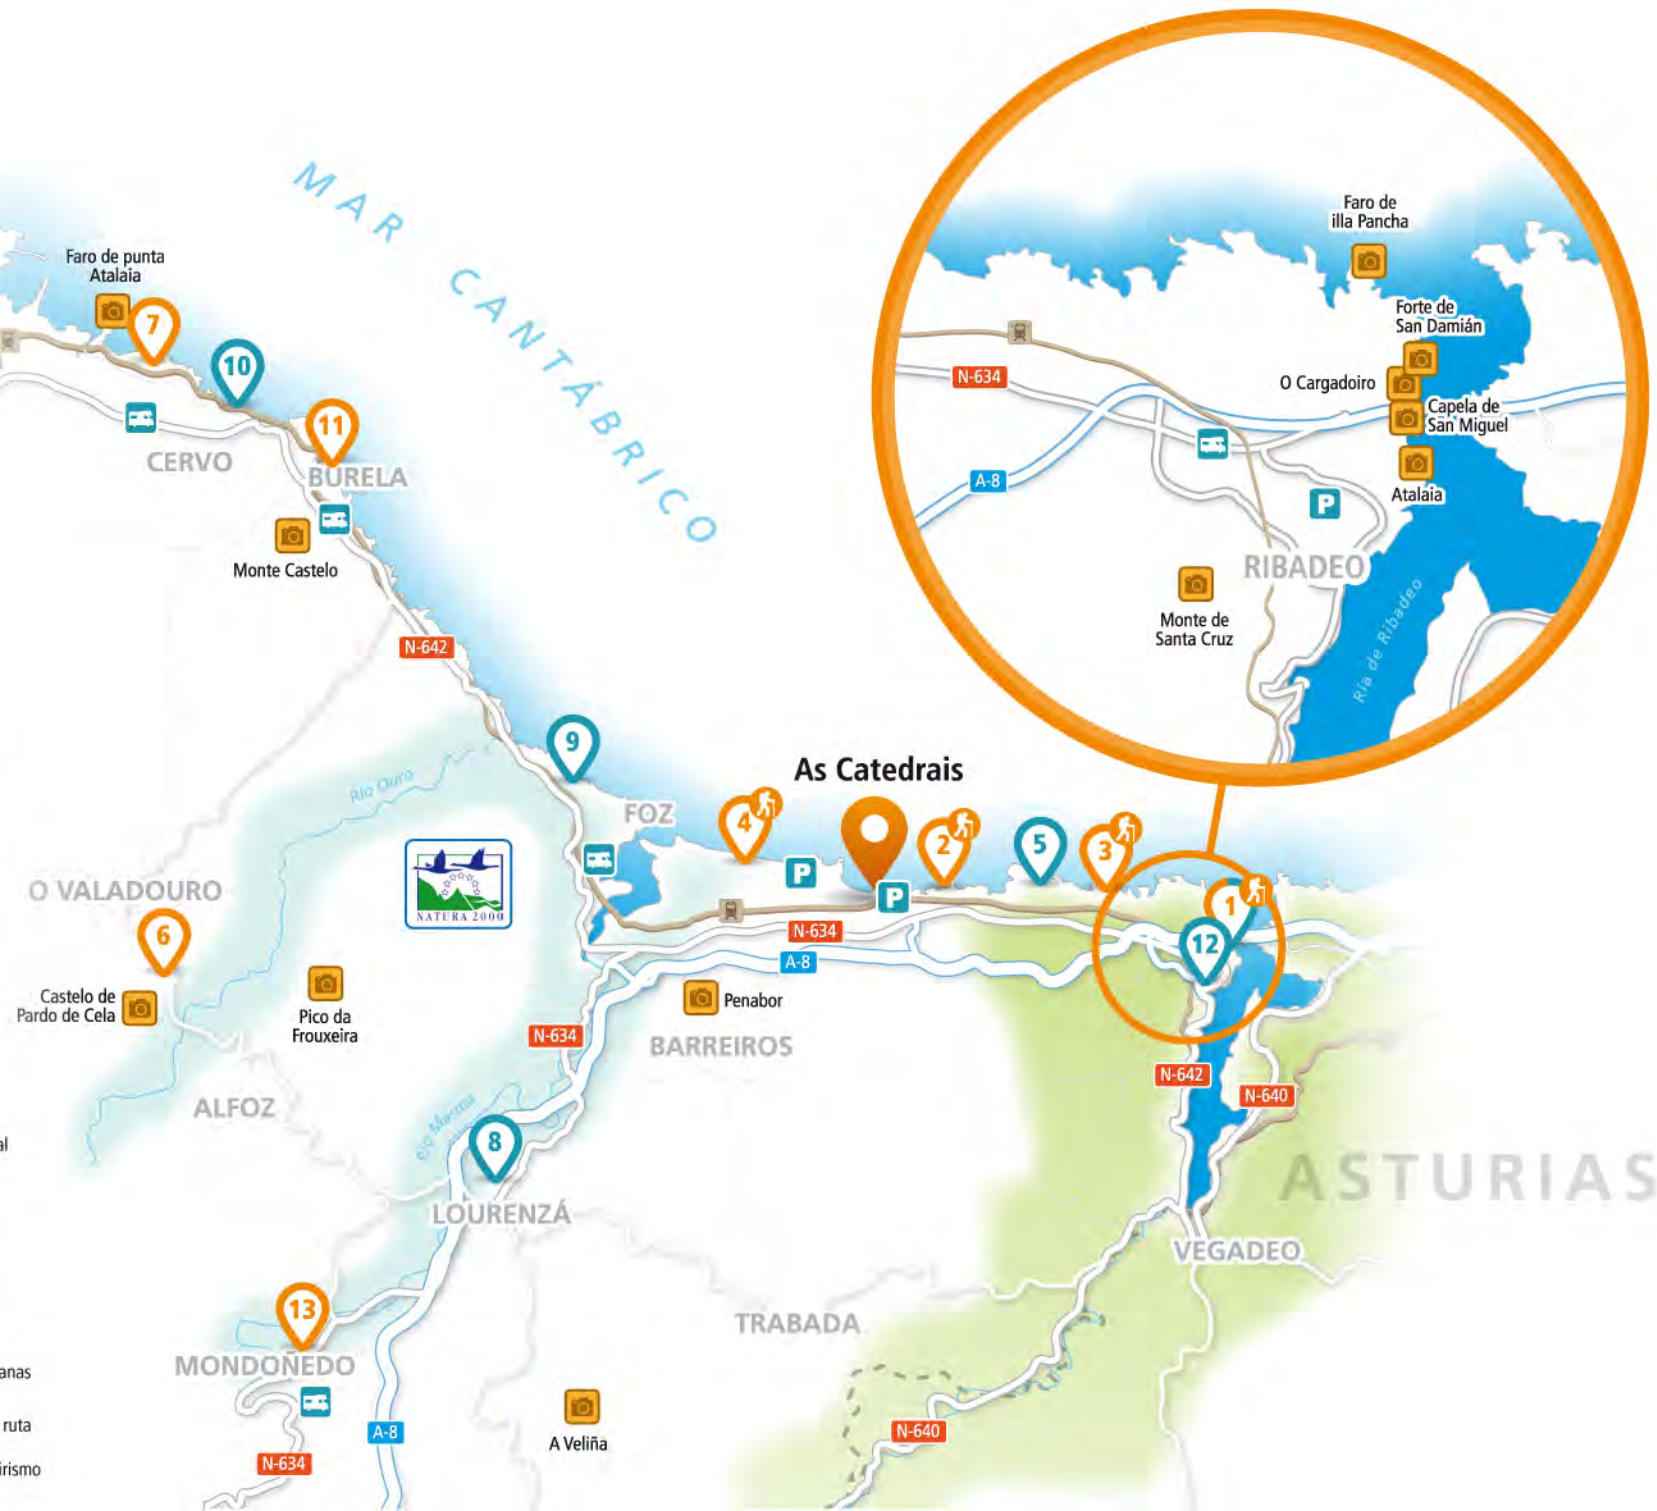 MAR CANTÁBRICO
Faro de punta
Atalaia
7
10
11
CERVO
BURELA
Monte Castelo
N-642
9
FOZ
Río Ouro
NATURA 2000
O VALADOURO
6
Castelo de
Pardo de Cela
Pico da
Frouxeira
ALFOZ
As Catedrais
4
2
5
3
1
12
P
P
N-634
A-8
Penabor
BARREIROS
N-634
8
LOURENZÁ
13
MONDOÑEDO
A-8
N-634
A Veliña
TRABADA
N-640
N-642
N-640
VEGADEO
ASTURIAS
Faro de
illa Pancha
Forte de
San Damián
O Cargadoiro
Capela de
San Miguel
Atalaia
N-634
A-8
P
RIBADEO
Monte de
Santa Cruz
Ría de Ribadeo
al
anas
ruta
rismo